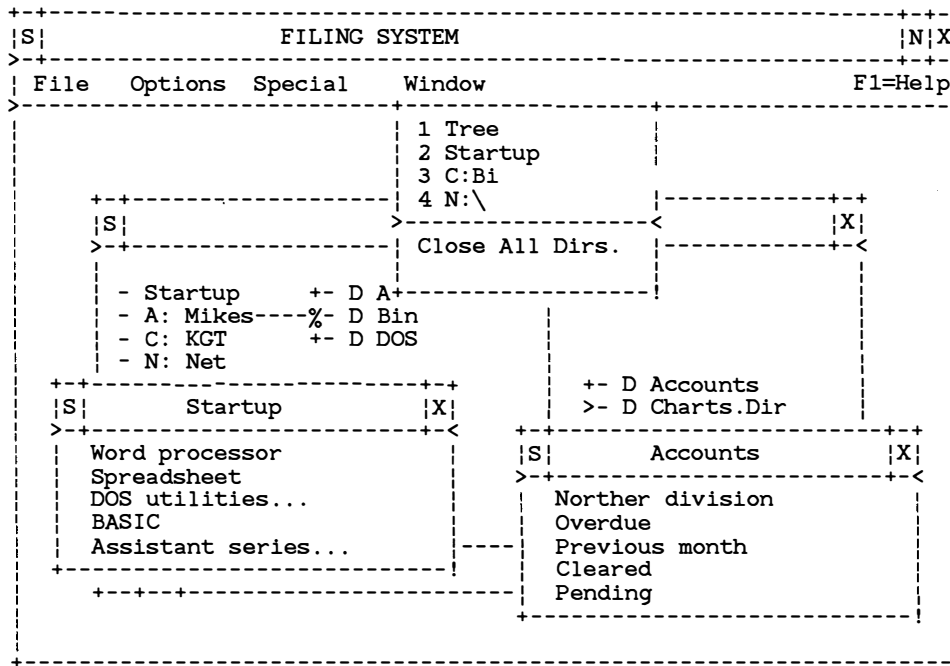 S FILING SYSTEM N X
File Options Special Window F1=Help
1 Tree
2 Startup
3 C:Bi
4 N:\
S X
Close All Dirs.
- Startup +- D A
- A: Mikes----%- D Bin
- C: KGT +- D DOS
- N: Net
+- D Accounts
>- D Charts.Dir
S Startup X
Word processor
Spreadsheet
DOS utilities...
BASIC
Assistant series...
S Accounts X
Norther division
Overdue
Previous month
Cleared
Pending